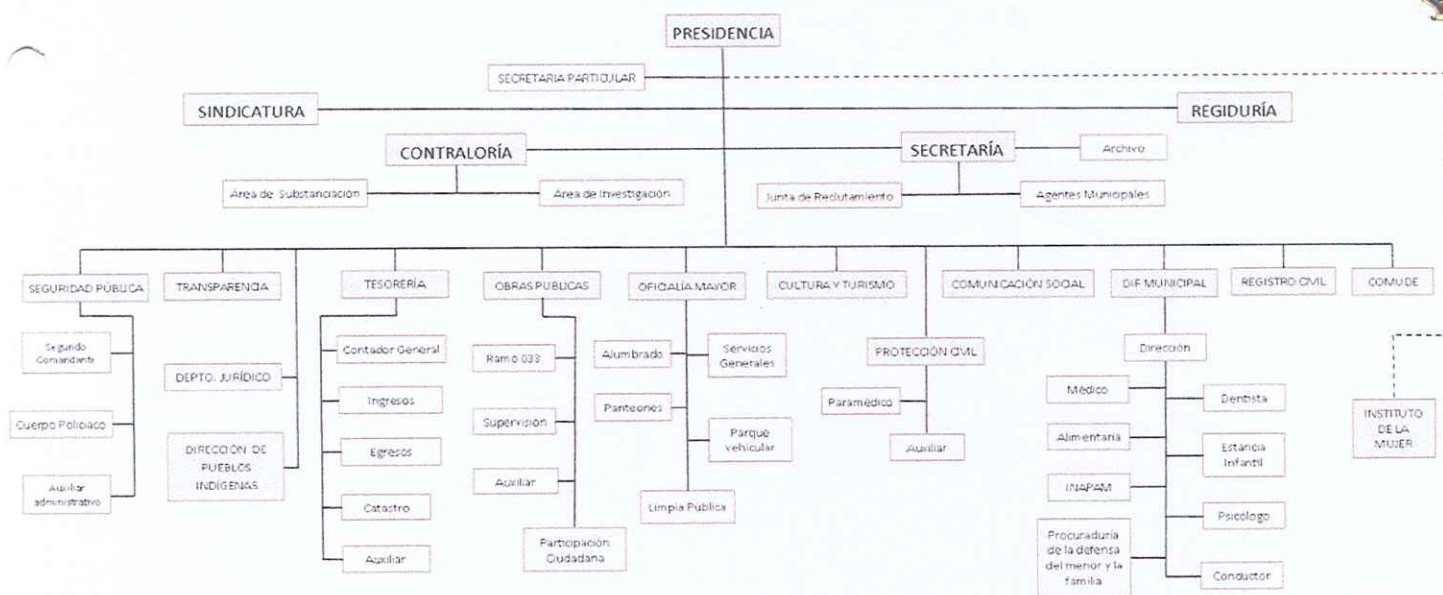 PRESIDENCIA
SECRETARIA PARTICULAR
SINDICATURA
REGIDURÍA
CONTRALORÍA
SECRETARÍA
Archivo
Área de Substanciación
Área de Investigación
Junta de Reclutamiento
Agentes Municipales
SEGURIDAD PÚBLICA
TRANSPARENCIA
TESORERÍA
OBRAS PUBLICAS
OFICIALÍA MAYOR
CULTURA Y TURISMO
COMUNICACIÓN SOCIAL
DIF MUNICIPAL
REGISTRO CIVIL
COMUDE
Segundo
Comandante
Cuerpo Policiaco
Auxiliar
administrativo
DEPTO. JURÍDICO
DIRECCIÓN DE
PUEBLOS
INDÍGENAS
Contador General
Ingresos
Egresos
Catastro
Auxiliar
Ramo 033
Supervisión
Auxiliar
Participación
Ciudadana
Alumbrado
Servicios
Generales
Panteones
Parque
vehicular
Limpia Pública
PROTECCIÓN CIVIL
Paramédico
Auxiliar
Dirección
Médico
Dentista
Alimentaria
Estancia
Infantil
INAPAM
Psicólogo
Procuraduría
de la defensa
del menor y la
familia
Conductor
INSTITUTO
DE LA
MUJER